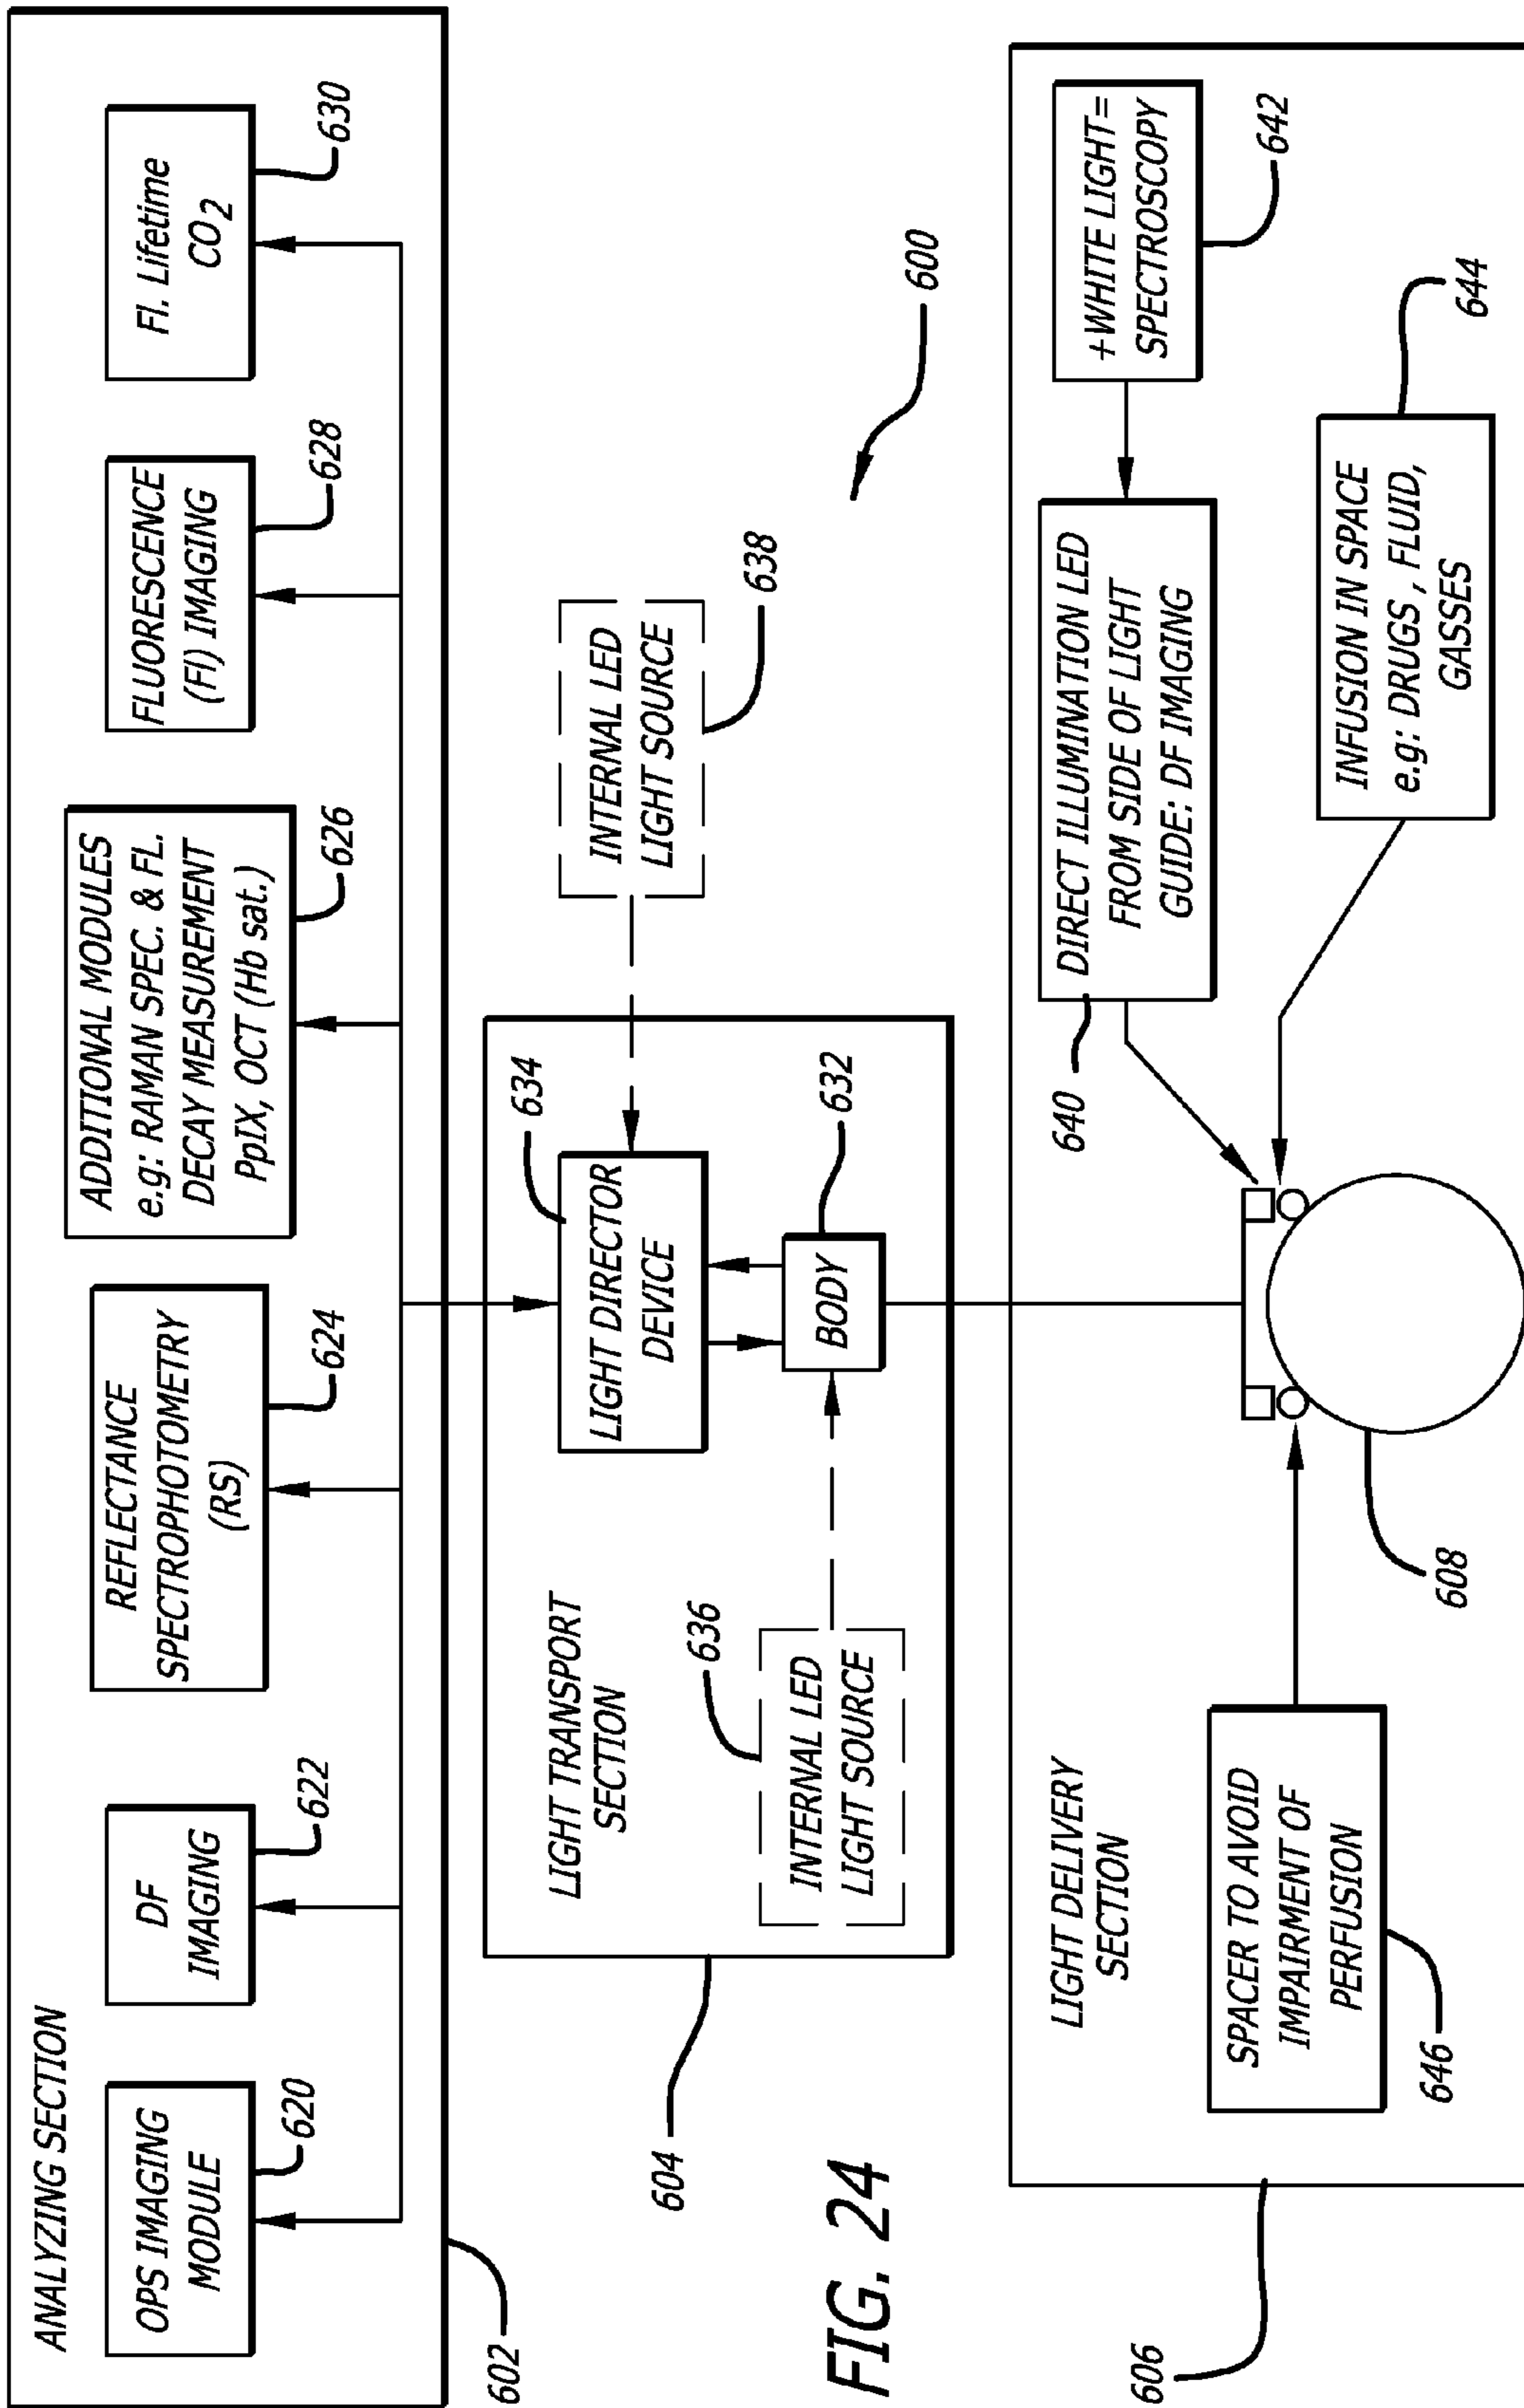 ANALYZING SECTION
OPS IMAGING
MODULE
620
DF
IMAGING
622
REFLECTANCE
SPECTROPHOTOMETRY
(RS)
624
ADDITIONAL MODULES
e.g: RAMAN SPEC. & FL.
DECAY MEASUREMENT
PpIX, OCT (Hb sat.)
626
FLUORESCENCE
(Fl) IMAGING
628
Fl. Lifetime
CO2
630
602
LIGHT TRANSPORT
SECTION
604
LIGHT DIRECTOR
DEVICE
634
BODY
632
INTERNAL LED
LIGHT SOURCE
636
INTERNAL LED
LIGHT SOURCE
638
600
FIG. 24
LIGHT DELIVERY
SECTION
606
SPACER TO AVOID
IMPAIRMENT OF
PERFUSION
646
608
DIRECT ILLUMINATION LED
FROM SIDE OF LIGHT
GUIDE: DF IMAGING
640
+WHITE LIGHT=
SPECTROSCOPY
642
INFUSION IN SPACE
e.g: DRUGS , FLUID,
GASSES
644